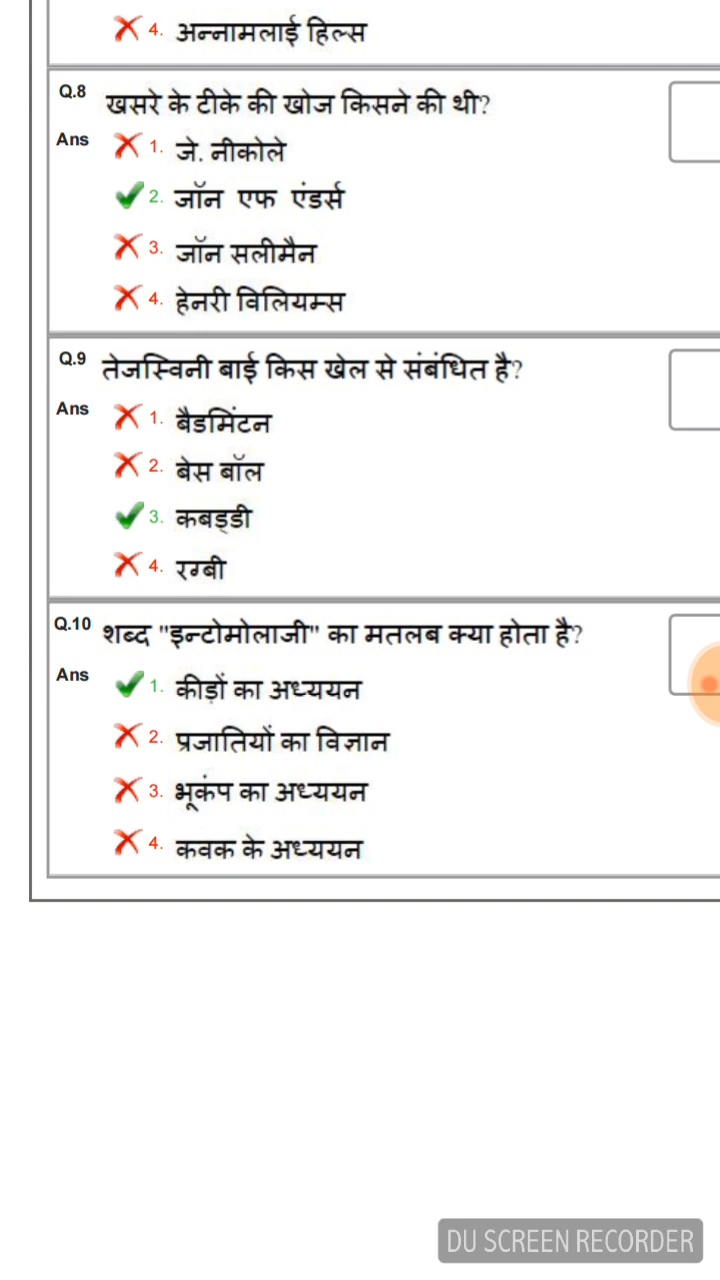 4. अन्नामलाई हिल्स
Q.8 खसरे के टीके की खोज किसने की थी?
Ans 1. जे. नीकोले
2. जॉन एफ एंडर्स
3. जॉन सलीमैन
4. हेनरी विलियम्स
Q.9 तेजस्विनी बाई किस खेल से संबंधित है?
Ans 1. बैडमिंटन
2. बेस बॉल
3. कबड्डी
4. रग्बी
Q.10 शब्द "इन्टोमोलाजी" का मतलब क्या होता है?
Ans 1. कीड़ों का अध्ययन
2. प्रजातियों का विज्ञान
3. भूकंप का अध्ययन
4. कवक के अध्ययन
DU SCREEN RECORDER